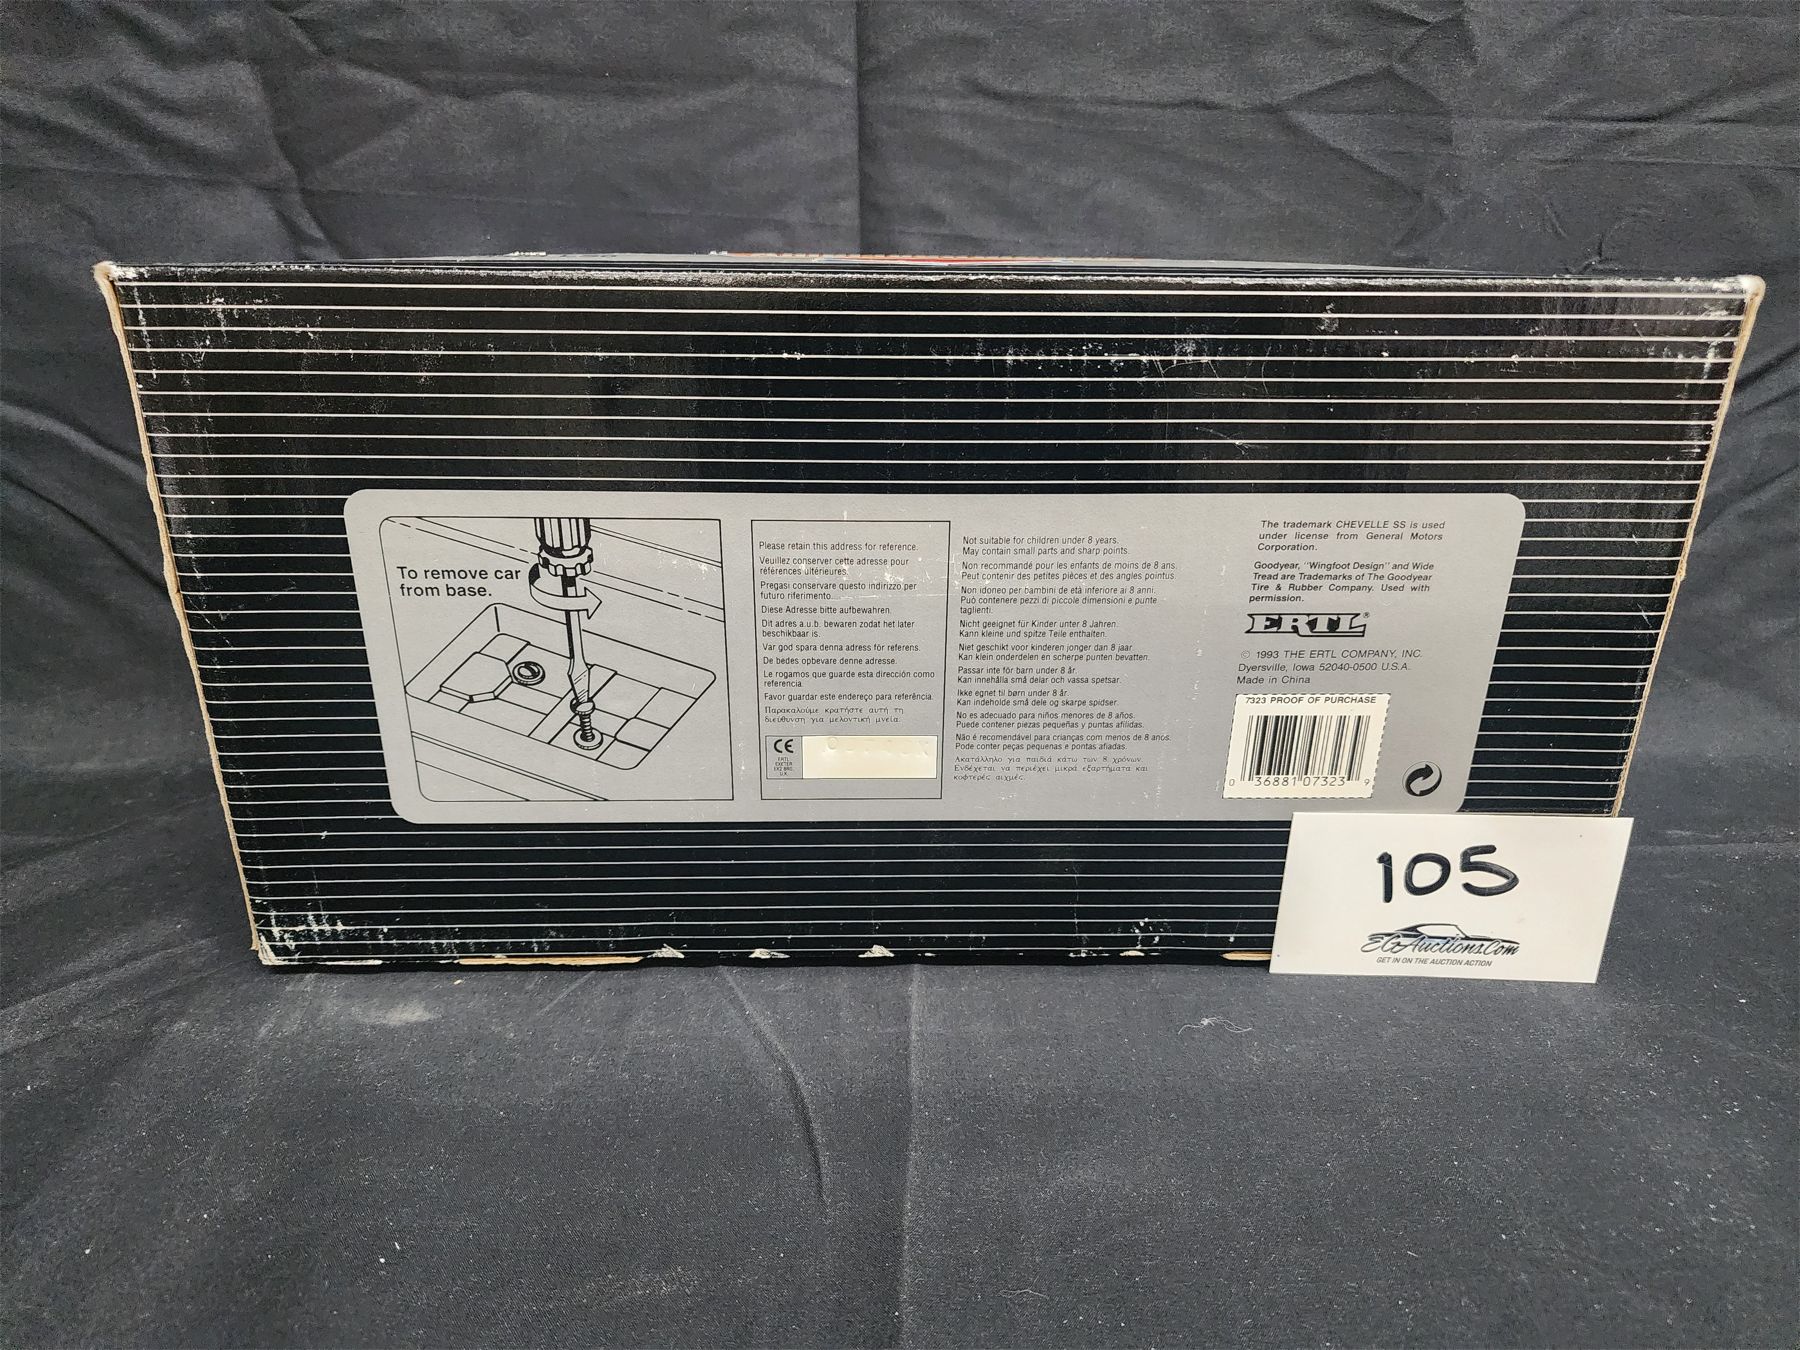 To remove car
from base.
Please retain this address for reference.
Veuillez conserver cette adresse pour
références ultérieures.
Pregasi conservare questo indirizzo per
futuro riferimento.
Diese Adresse bitte aufbewahren.
Dit adres a.u.b. bewaren zodat het later
beschikbaar is.
Var god spara denna adress för referens.
De bedes opbevare denne adresse.
Le rogamos que guarde esta dirección como
referencia.
Favor guardar este endereço para referência.
Παρακαλούμε κρατήστε αυτή τη
διεύθυνση για μελοντική μνεία.
CE
ERTL
EXETER
U.K.
Not suitable for children under 8 years.
May contain small parts and sharp points.
Non recommandé pour les enfants de moins de 8 ans.
Peut contenir des petites pièces et des angles pointus.
Non idoneo per bambini di età inferiore ai 8 anni.
Può contenere pezzi di piccole dimensioni e punte
taglienti.
Nicht geeignet für Kinder unter 8 Jahren.
Kann kleine und spitze Teile enthalten.
Niet geschikt voor kinderen jonger dan 8 jaar.
Kan klein onderdelen en scherpe punten bevatten.
Passar inte för barn under 8 år.
Kan innehålla små delar och vassa spetsar.
Ikke egnet til børn under 8 år.
Kan indeholde små dele og skarpe spidser.
No es adecuado para niños menores de 8 años.
Puede contener piezas pequeñas y puntas afiladas.
Não é recomendável para crianças com menos de 8 anos.
Pode conter peças pequenas e pontas afiadas.
Ακατάλληλο για παιδιά κάτω των 8 χρόνων.
Ενδέχεται να περιέχει μικρά εξαρτήματα και
κοφτερές αιχμές.
The trademark CHEVELLE SS is used
under license from General Motors
Corporation.
Goodyear, "Wingfoot Design" and Wide
Tread are Trademarks of The Goodyear
Tire & Rubber Company. Used with
permission.
ERTL®
© 1993 THE ERTL COMPANY, INC.
Dyersville, Iowa 52040-0500 U.S.A.
Made in China
7323 PROOF OF PURCHASE
0 36881 07323 9
105
EGAuctions.Com
GET IN ON THE AUCTION ACTION